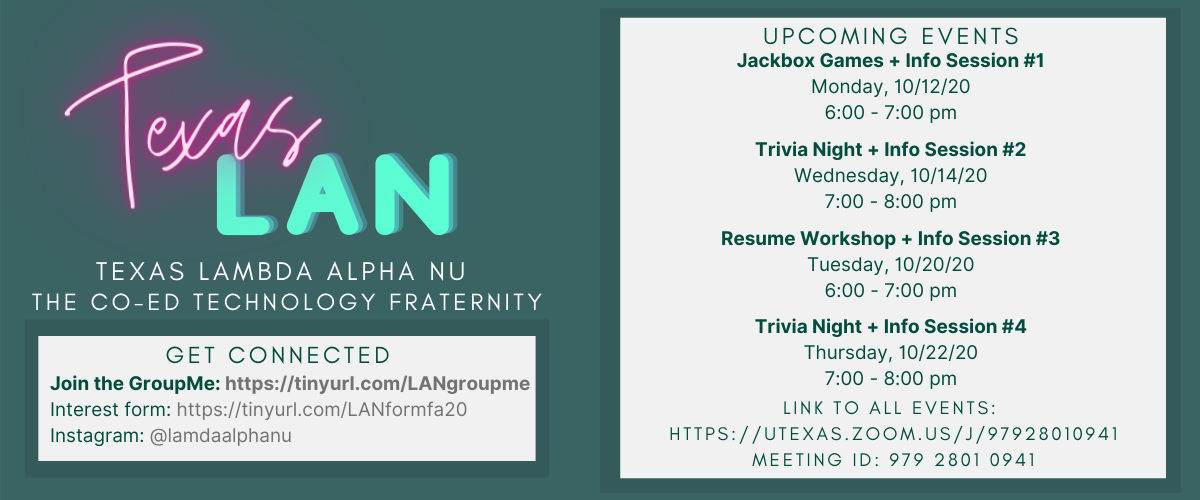 Texas
LAN
TEXAS LAMBDA ALPHA NU
THE CO-ED TECHNOLOGY FRATERNITY
GET CONNECTED
Join the GroupMe: https://tinyurl.com/LANgroupme
Interest form: https://tinyurl.com/LANformfa20
Instagram: @lamdaalphanu
UPCOMING EVENTS
Jackbox Games + Info Session #1
Monday, 10/12/20
6:00 - 7:00 pm
Trivia Night + Info Session #2
Wednesday, 10/14/20
7:00 - 8:00 pm
Resume Workshop + Info Session #3
Tuesday, 10/20/20
6:00 - 7:00 pm
Trivia Night + Info Session #4
Thursday, 10/22/20
7:00 - 8:00 pm
LINK TO ALL EVENTS:
HTTPS://UTEXAS.ZOOM.US/J/97928010941
MEETING ID: 979 2801 0941